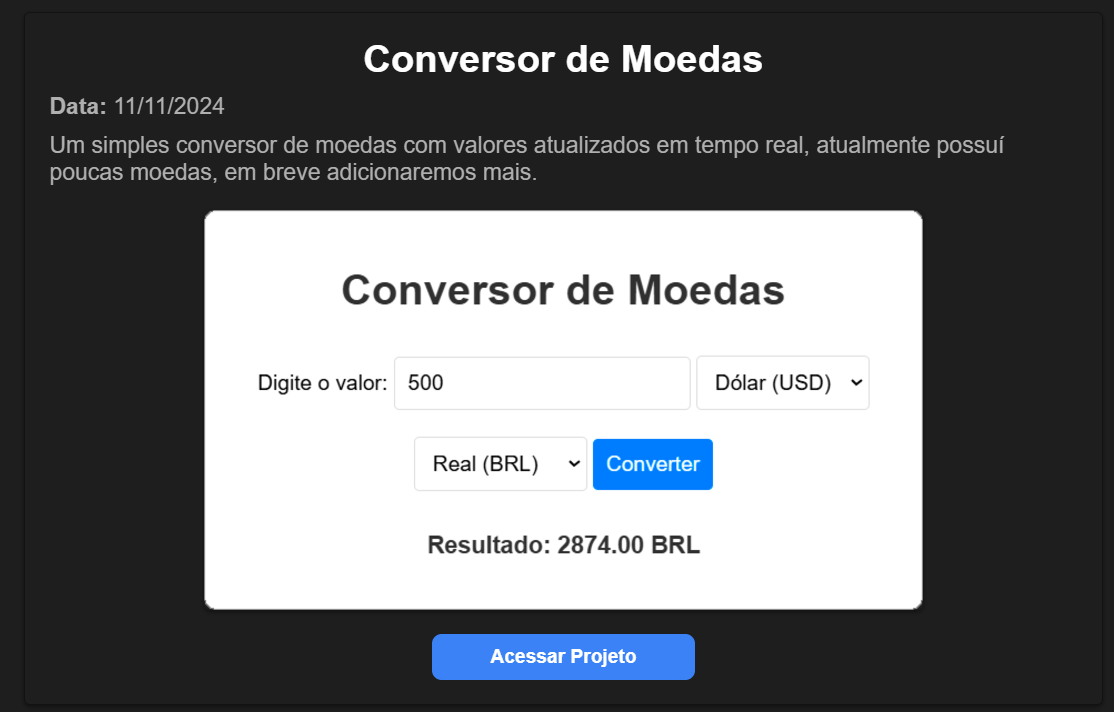 Conversor de Moedas
Data: 11/11/2024
Um simples conversor de moedas com valores atualizados em tempo real, atualmente possuí
poucas moedas, em breve adicionaremos mais.
Conversor de Moedas
Digite o valor: 500 Dólar (USD)
Real (BRL) Converter
Resultado: 2874.00 BRL
Acessar Projeto